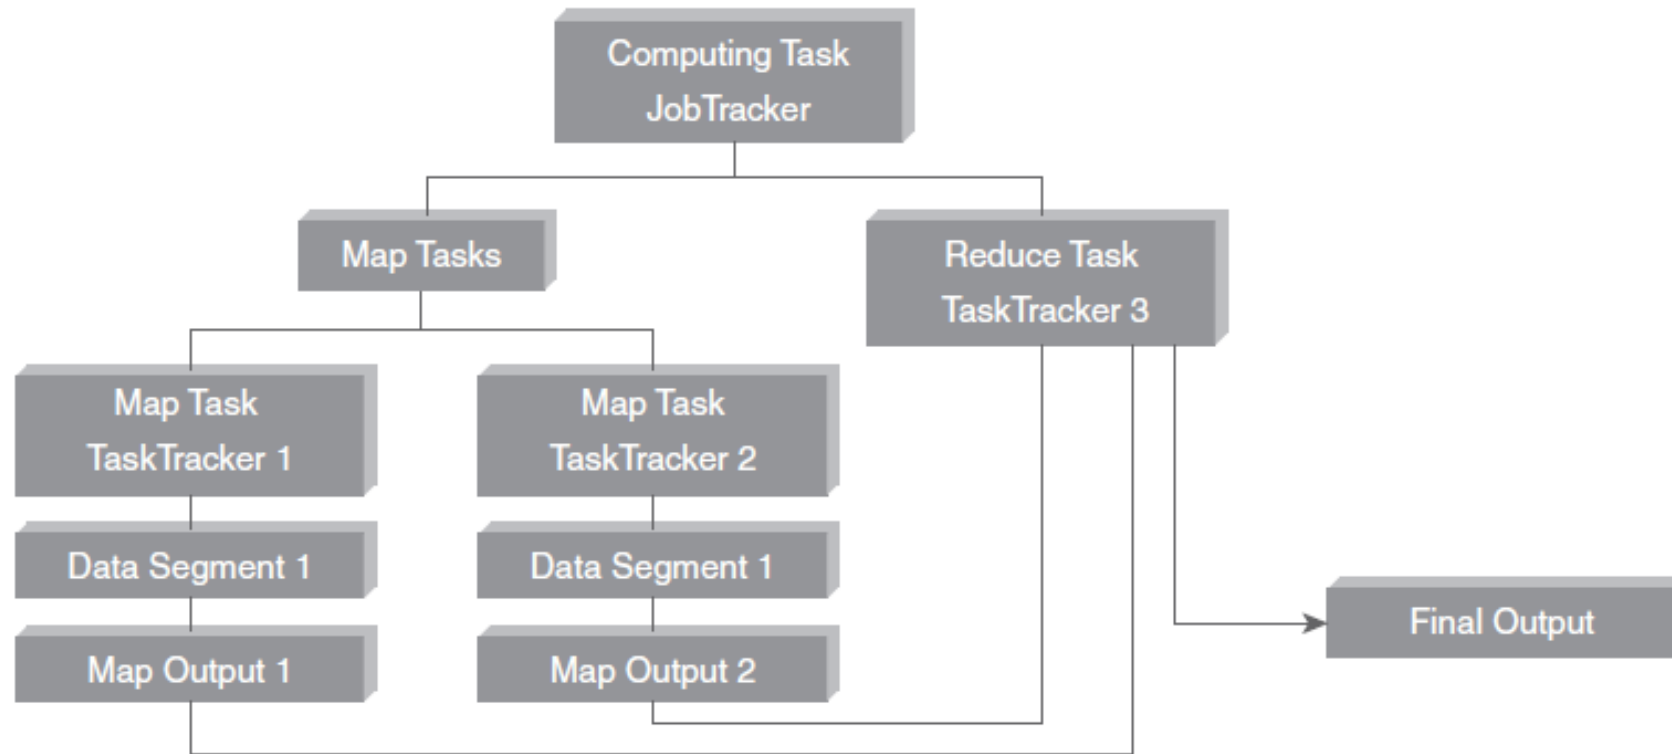 Computing Task
JobTracker
Map Tasks
Reduce Task
TaskTracker 3
Map Task
TaskTracker 1
Map Task
TaskTracker 2
Data Segment 1
Data Segment 1
Map Output 1
Map Output 2
Final Output